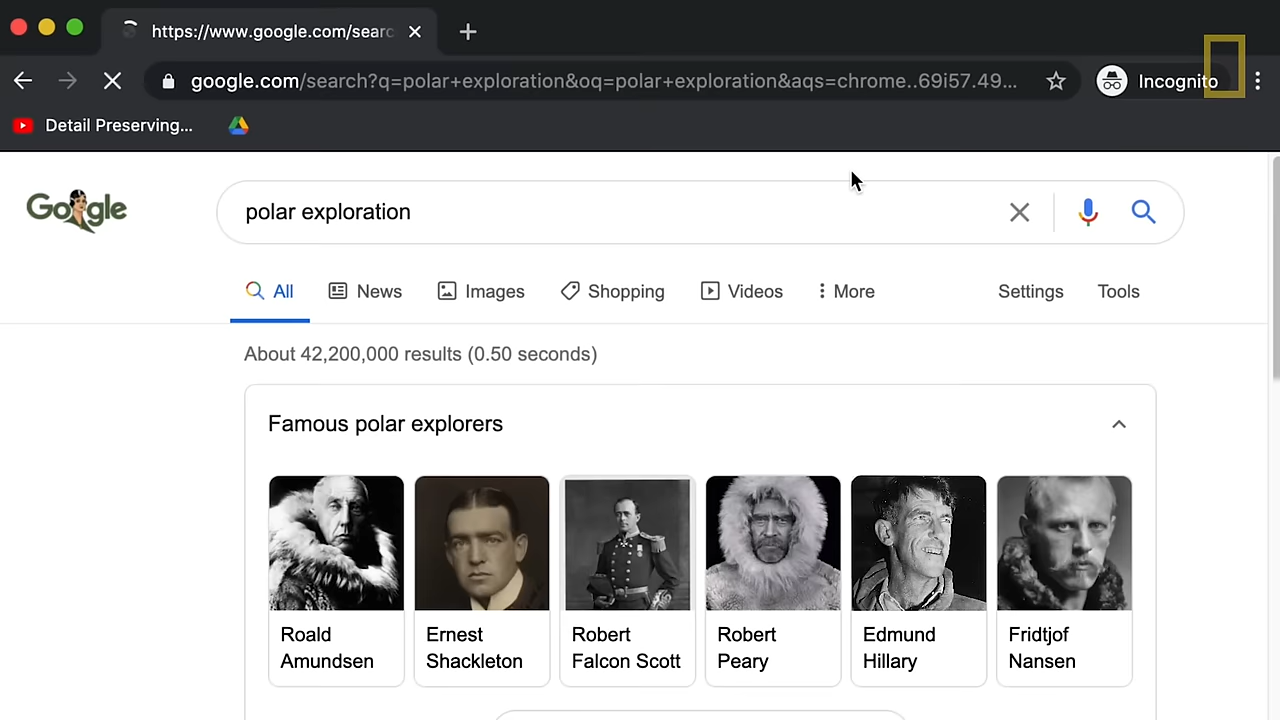 https://www.google.com/searc
google.com/search?q=polar+exploration&oq=polar+exploration&aqs=chrome..69i57.49...
Incognito
Detail Preserving...
Google
polar exploration
All News Images Shopping Videos More Settings Tools
About 42,200,000 results (0.50 seconds)
Famous polar explorers
Roald Amundsen
Ernest Shackleton
Robert Falcon Scott
Robert Peary
Edmund Hillary
Fridtjof Nansen